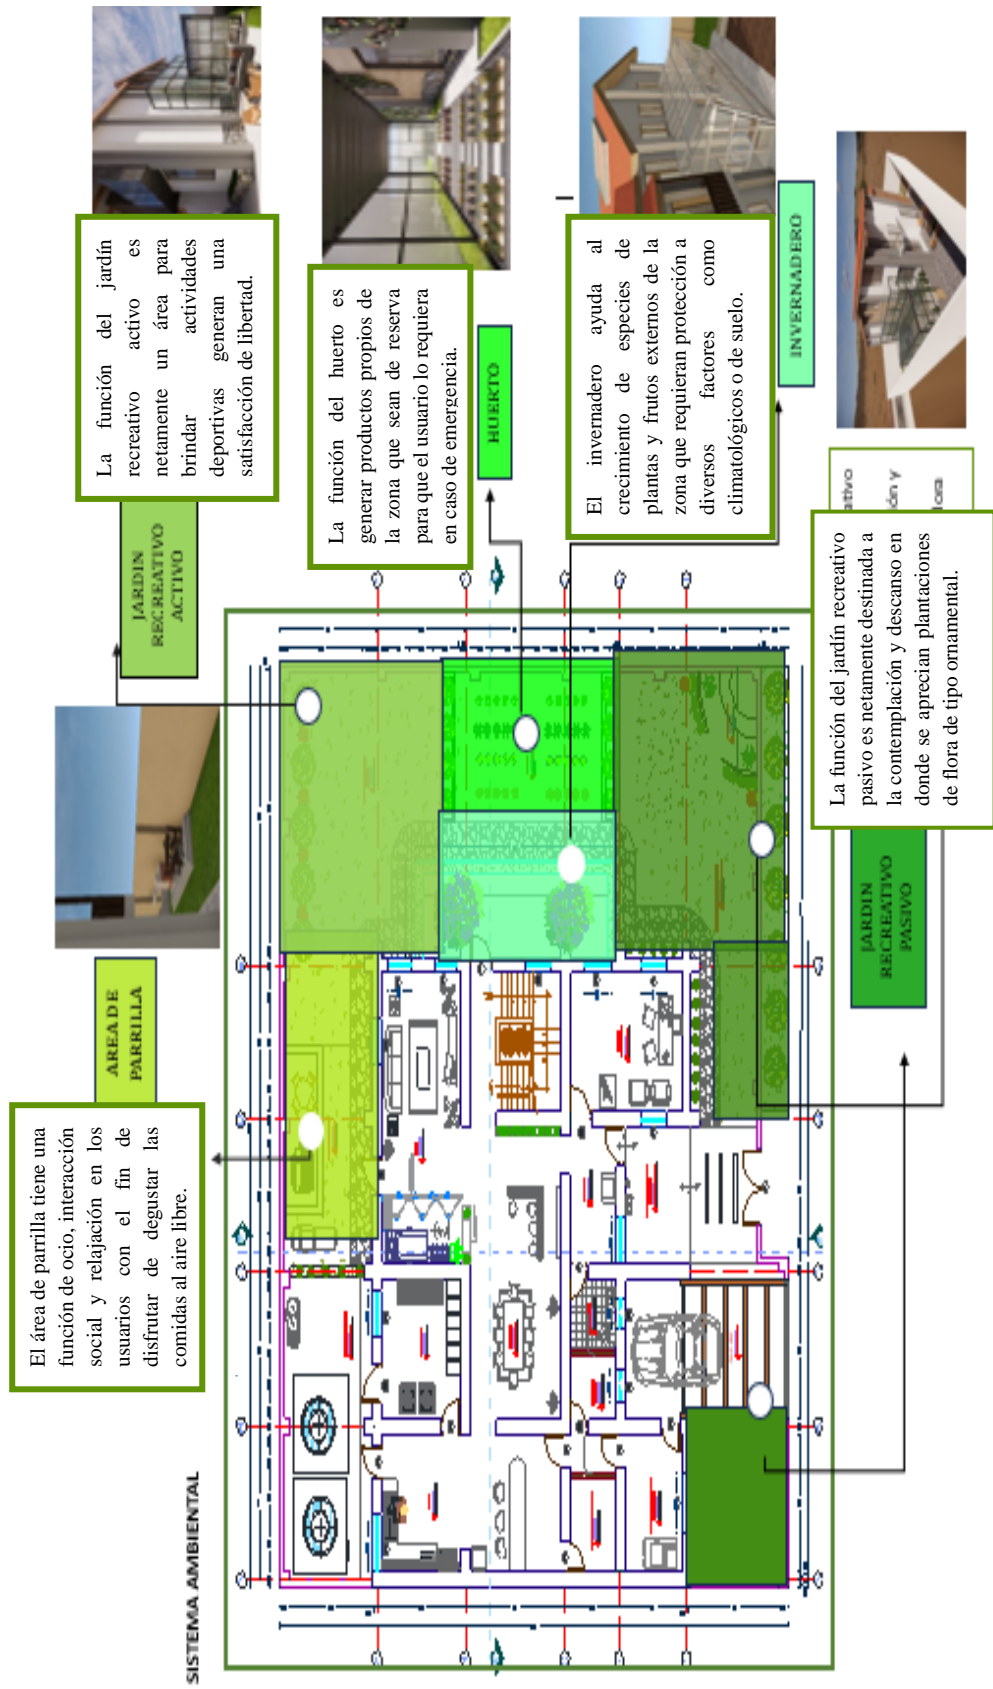 SISTEMA AMBIENTAL
El área de parrilla tiene una
función de ocio, interacción
social y relajación en los
usuarios con el fin de
disfrutar de degustar las
comidas al aire libre.
AREA DE
PARRILLA
JARDIN
RECREATIVO
ACTIVO
La función del jardín
recreativo activo es
netamente un área para
brindar actividades
deportivas generan una
satisfacción de libertad.
La función del huerto es
generar productos propios de
la zona que sean de reserva
para que el usuario lo requiera
en caso de emergencia.
HUERTO
El invernadero ayuda al
crecimiento de especies de
plantas y frutos externos de la
zona que requieran protección a
diversos factores como
climatológicos o de suelo.
INVERNADERO
JARDIN
RECREATIVO
PASIVO
La función del jardín recreativo
pasivo es netamente destinada a
la contemplación y descanso en
donde se aprecian plantaciones
de flora de tipo ornamental.